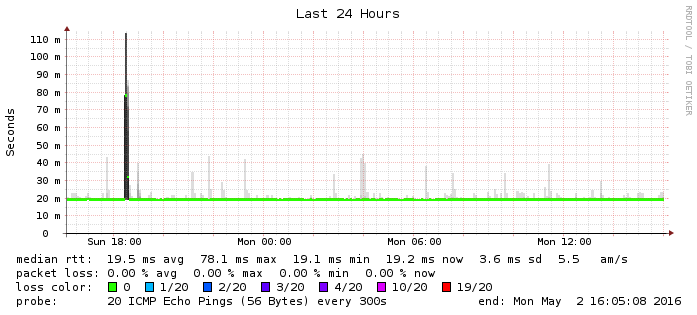 Last 24 Hours
RRDTOOL / TOBI OETIKER
Seconds
110 m
100 m
90 m
80 m
70 m
60 m
50 m
40 m
30 m
20 m
10 m
0
Sun 18:00 Mon 00:00 Mon 06:00 Mon 12:00
median rtt: 19.5 ms avg 78.1 ms max 19.1 ms min 19.2 ms now 3.6 ms sd 5.5 am/s
packet loss: 0.00 % avg 0.00 % max 0.00 % min 0.00 % now
loss color: 0 1/20 2/20 3/20 4/20 10/20 19/20
probe: 20 ICMP Echo Pings (56 Bytes) every 300s end: Mon May 2 16:05:08 2016